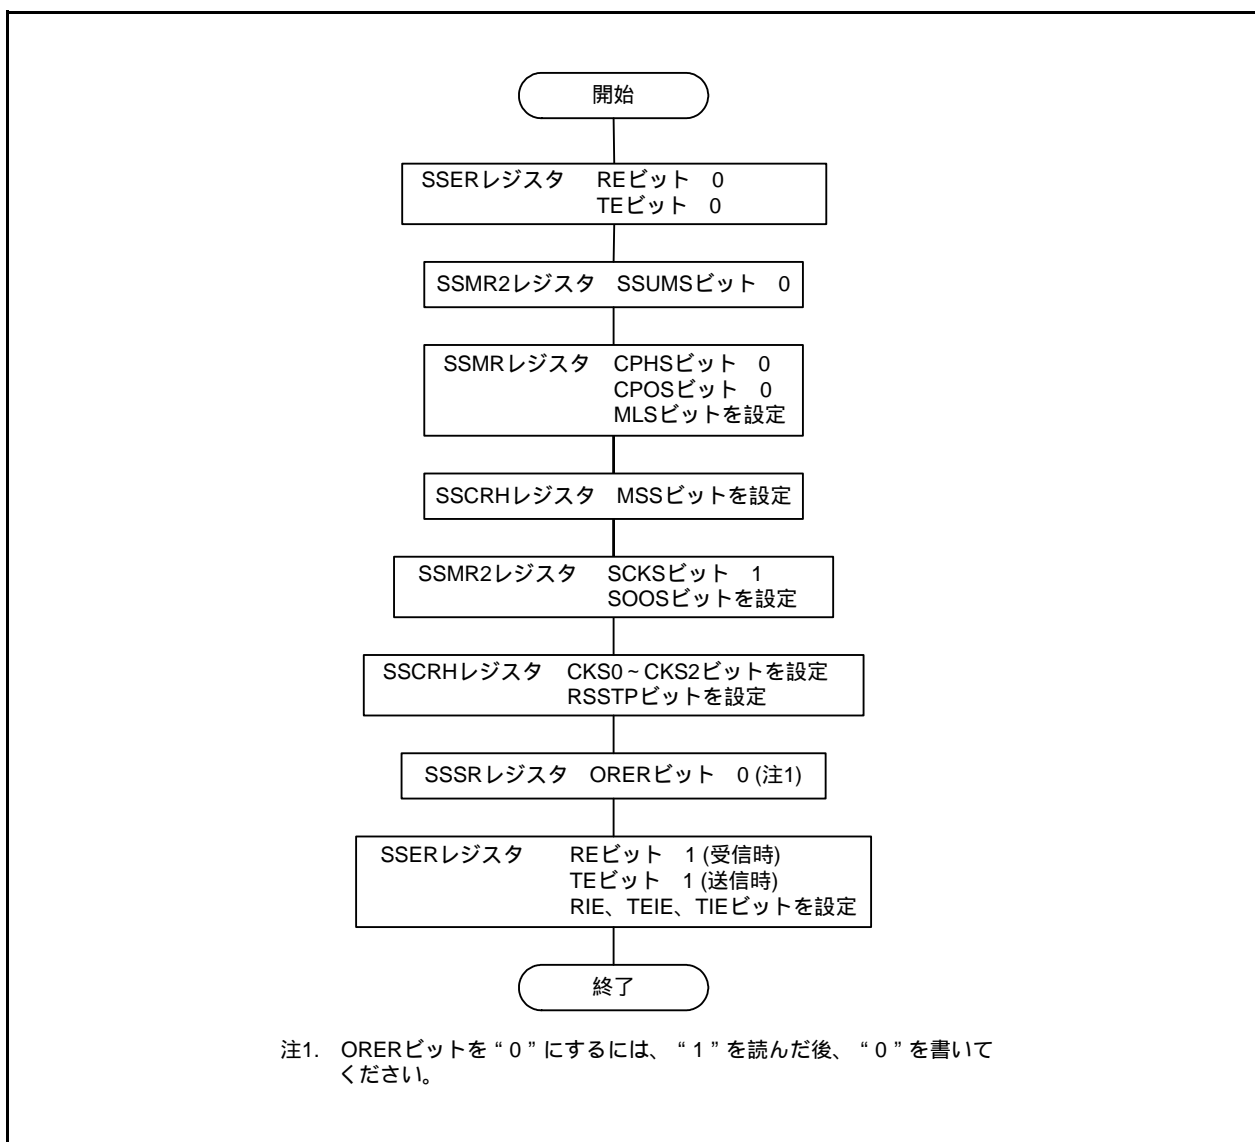 開始
SSERレジスタ　REビット　0
TEビット　0
SSMR2レジスタ　SSUMSビット　0
SSMRレジスタ　CPHSビット　0
CPOSビット　0
MLSビットを設定
SSCRHレジスタ　MSSビットを設定
SSMR2レジスタ　SCKSビット　1
SOOSビットを設定
SSCRHレジスタ　CKS0～CKS2ビットを設定
RSSTPビットを設定
SSSRレジスタ　ORERビット　0 (注1)
SSERレジスタ　REビット　1 (受信時)
TEビット　1 (送信時)
RIE、TEIE、TIEビットを設定
終了
注1.　ORERビットを“0”にするには、“1”を読んだ後、“0”を書いて
ください。